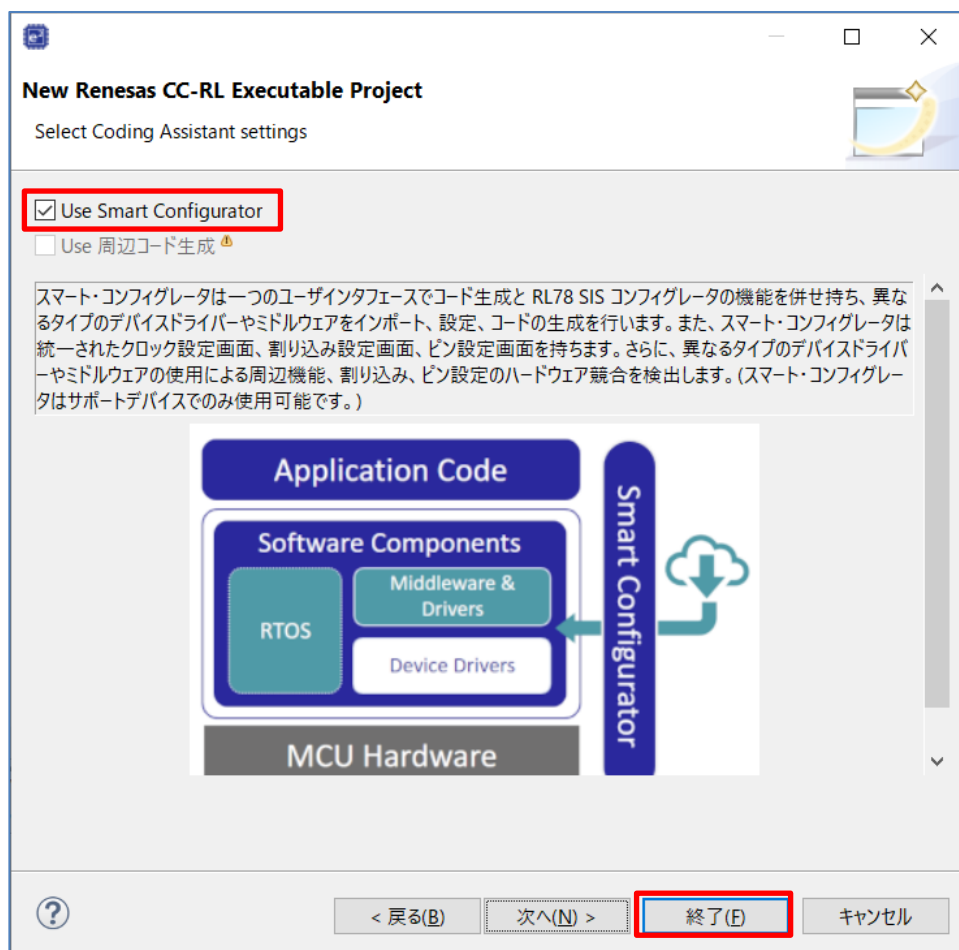 e²
New Renesas CC-RL Executable Project
Select Coding Assistant settings
Use Smart Configurator
Use 周辺コード生成
スマート・コンフィグレータは一つのユーザインタフェースでコード生成と RL78 SIS コンフィグレータの機能を併せ持ち、異な
るタイプのデバイスドライバーやミドルウェアをインポート、設定、コードの生成を行います。また、スマート・コンフィグレータは
統一されたクロック設定画面、割り込み設定画面、ピン設定画面を持ちます。さらに、異なるタイプのデバイスドライバ
ーやミドルウェアの使用による周辺機能、割り込み、ピン設定のハードウェア競合を検出します。(スマート・コンフィグレー
タはサポートデバイスでのみ使用可能です。)
Application Code
Software Components
RTOS
Middleware &
Drivers
Device Drivers
MCU Hardware
Smart Configurator
?
< 戻る(B)
次へ(N) >
終了(F)
キャンセル